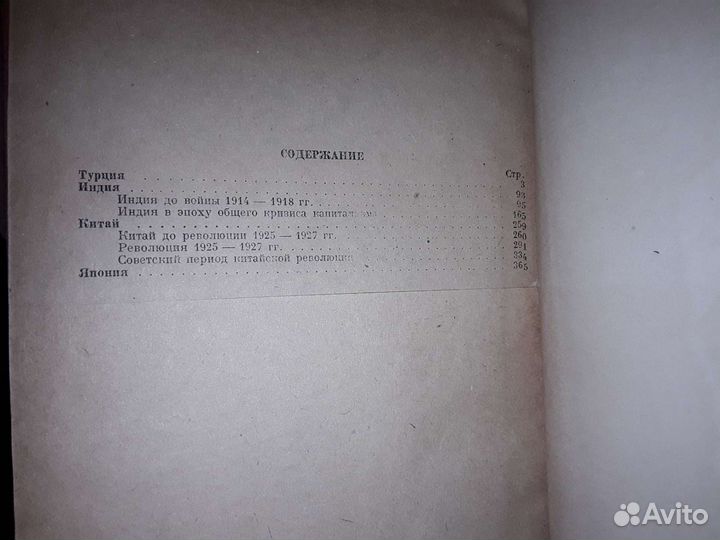 СОДЕРЖАНИЕ
Стр.
Турция . . . . . . . . . . 3
Индия . . . . . . . . . . 93
Индия до войны 1914 — 1918 гг. . . . . . 95
Индия в эпоху общего кризиса капитализма . . . 165
Китай . . . . . . . . . . 259
Китай до революции 1925 — 1927 гг. . . . . . 260
Революция 1925 — 1927 гг. . . . . . 291
Советский период китайской революции . . . 334
Япония . . . . . . . . . . 365
Avito